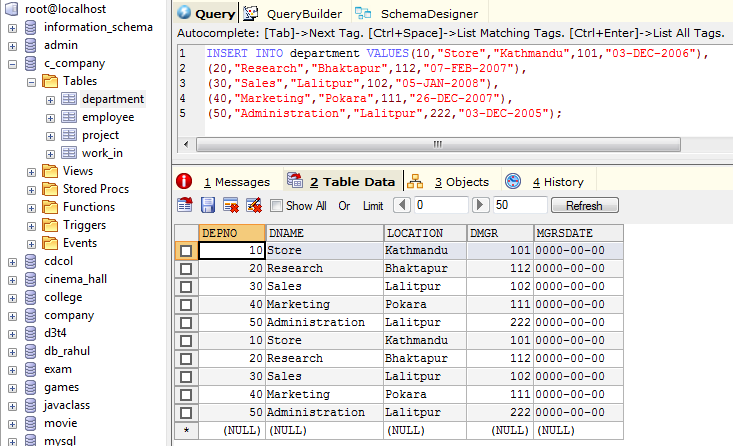 root@localhost
information_schema
admin
c_company
Tables
department
employee
project
work_in
Views
Stored Procs
Functions
Triggers
Events
cdcol
cinema_hall
college
company
d3t4
db_rahul
exam
games
javaclass
movie
mysql
Query QueryBuilder SchemaDesigner
Autocomplete: [Tab]->Next Tag. [Ctrl+Space]->List Matching Tags. [Ctrl+Enter]->List All Tags.
1 INSERT INTO department VALUES(10,"Store","Kathmandu",101,"03-DEC-2006"),
2 (20,"Research","Bhaktapur",112,"07-FEB-2007"),
3 (30,"Sales","Lalitpur",102,"05-JAN-2008"),
4 (40,"Marketing","Pokara",111,"26-DEC-2007"),
5 (50,"Administration","Lalitpur",222,"03-DEC-2005");
1 Messages 2 Table Data 3 Objects 4 History
Show All Or Limit 0 50 Refresh
DEPNO DNAME LOCATION DMGR MGRSDATE
10 Store Kathmandu 101 0000-00-00
20 Research Bhaktapur 112 0000-00-00
30 Sales Lalitpur 102 0000-00-00
40 Marketing Pokara 111 0000-00-00
50 Administration Lalitpur 222 0000-00-00
10 Store Kathmandu 101 0000-00-00
20 Research Bhaktapur 112 0000-00-00
30 Sales Lalitpur 102 0000-00-00
40 Marketing Pokara 111 0000-00-00
50 Administration Lalitpur 222 0000-00-00
* (NULL) (NULL) (NULL) (NULL) (NULL)